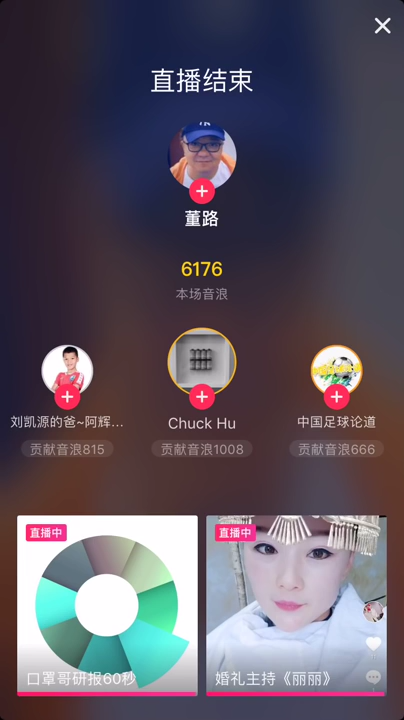 直播结束
董路
6176
本场音浪
刘凯源的爸~阿辉...
Chuck Hu
中国足球论道
贡献音浪815
贡献音浪1008
贡献音浪666
直播中
直播中
口罩哥研报60秒
婚礼主持《丽丽》